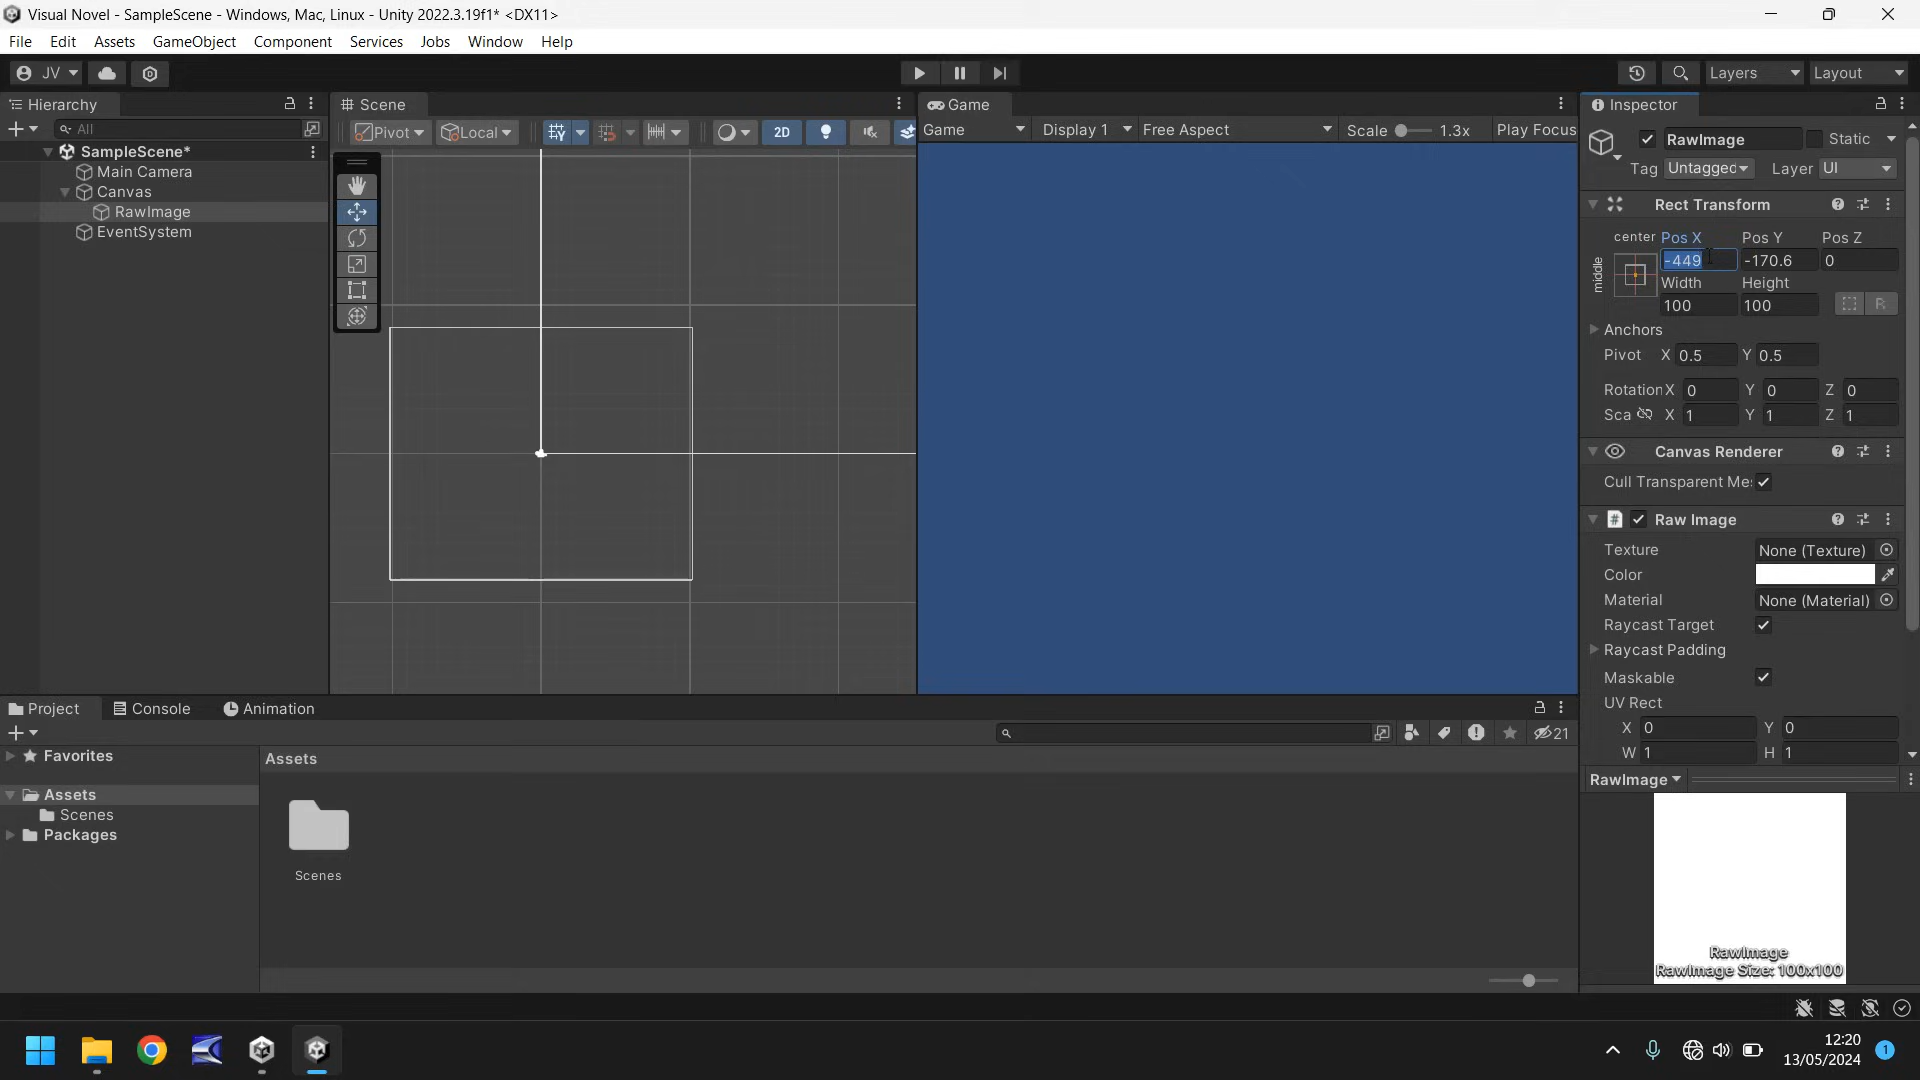 Visual Novel - SampleScene - Windows, Mac, Linux - Unity 2022.3.19f1* <DX11>
File Edit Assets GameObject Component Services Jobs Window Help
JV Layers Layout
Hierarchy
All
SampleScene*
Main Camera
Canvas
RawImage
EventSystem
Scene
Pivot Local 2D
Game
Game Display 1 Free Aspect Scale 1.3x Play Focus
Inspector
RawImage Static
Tag Untagged Layer UI
Rect Transform
center Pos X Pos Y Pos Z
middle
-449 -170.6 0
Width Height
100 100 R
Anchors
Pivot X 0.5 Y 0.5
Rotation X 0 Y 0 Z 0
Sca X 1 Y 1 Z 1
Canvas Renderer
Cull Transparent Me
# Raw Image
Texture None (Texture)
Color
Material None (Material)
Raycast Target
Raycast Padding
Maskable
UV Rect
X 0 Y 0
W 1 H 1
RawImage
RawImage
RawImage Size: 100x100
Project Console Animation
21
Favorites
Assets
Scenes
Packages
Assets
Scenes
12:20
13/05/2024
1